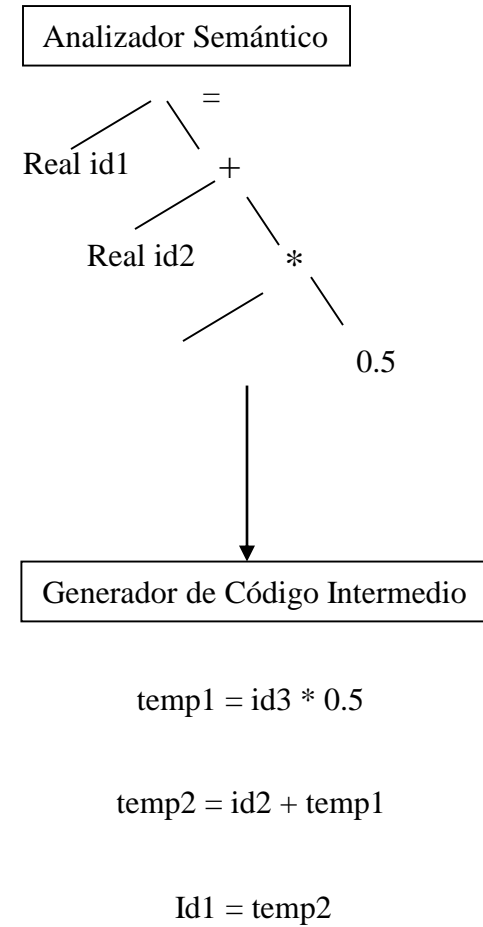 Analizador Semántico
=
Real id1
+
Real id2
*
0.5
Generador de Código Intermedio
temp1 = id3 * 0.5
temp2 = id2 + temp1
Id1 = temp2